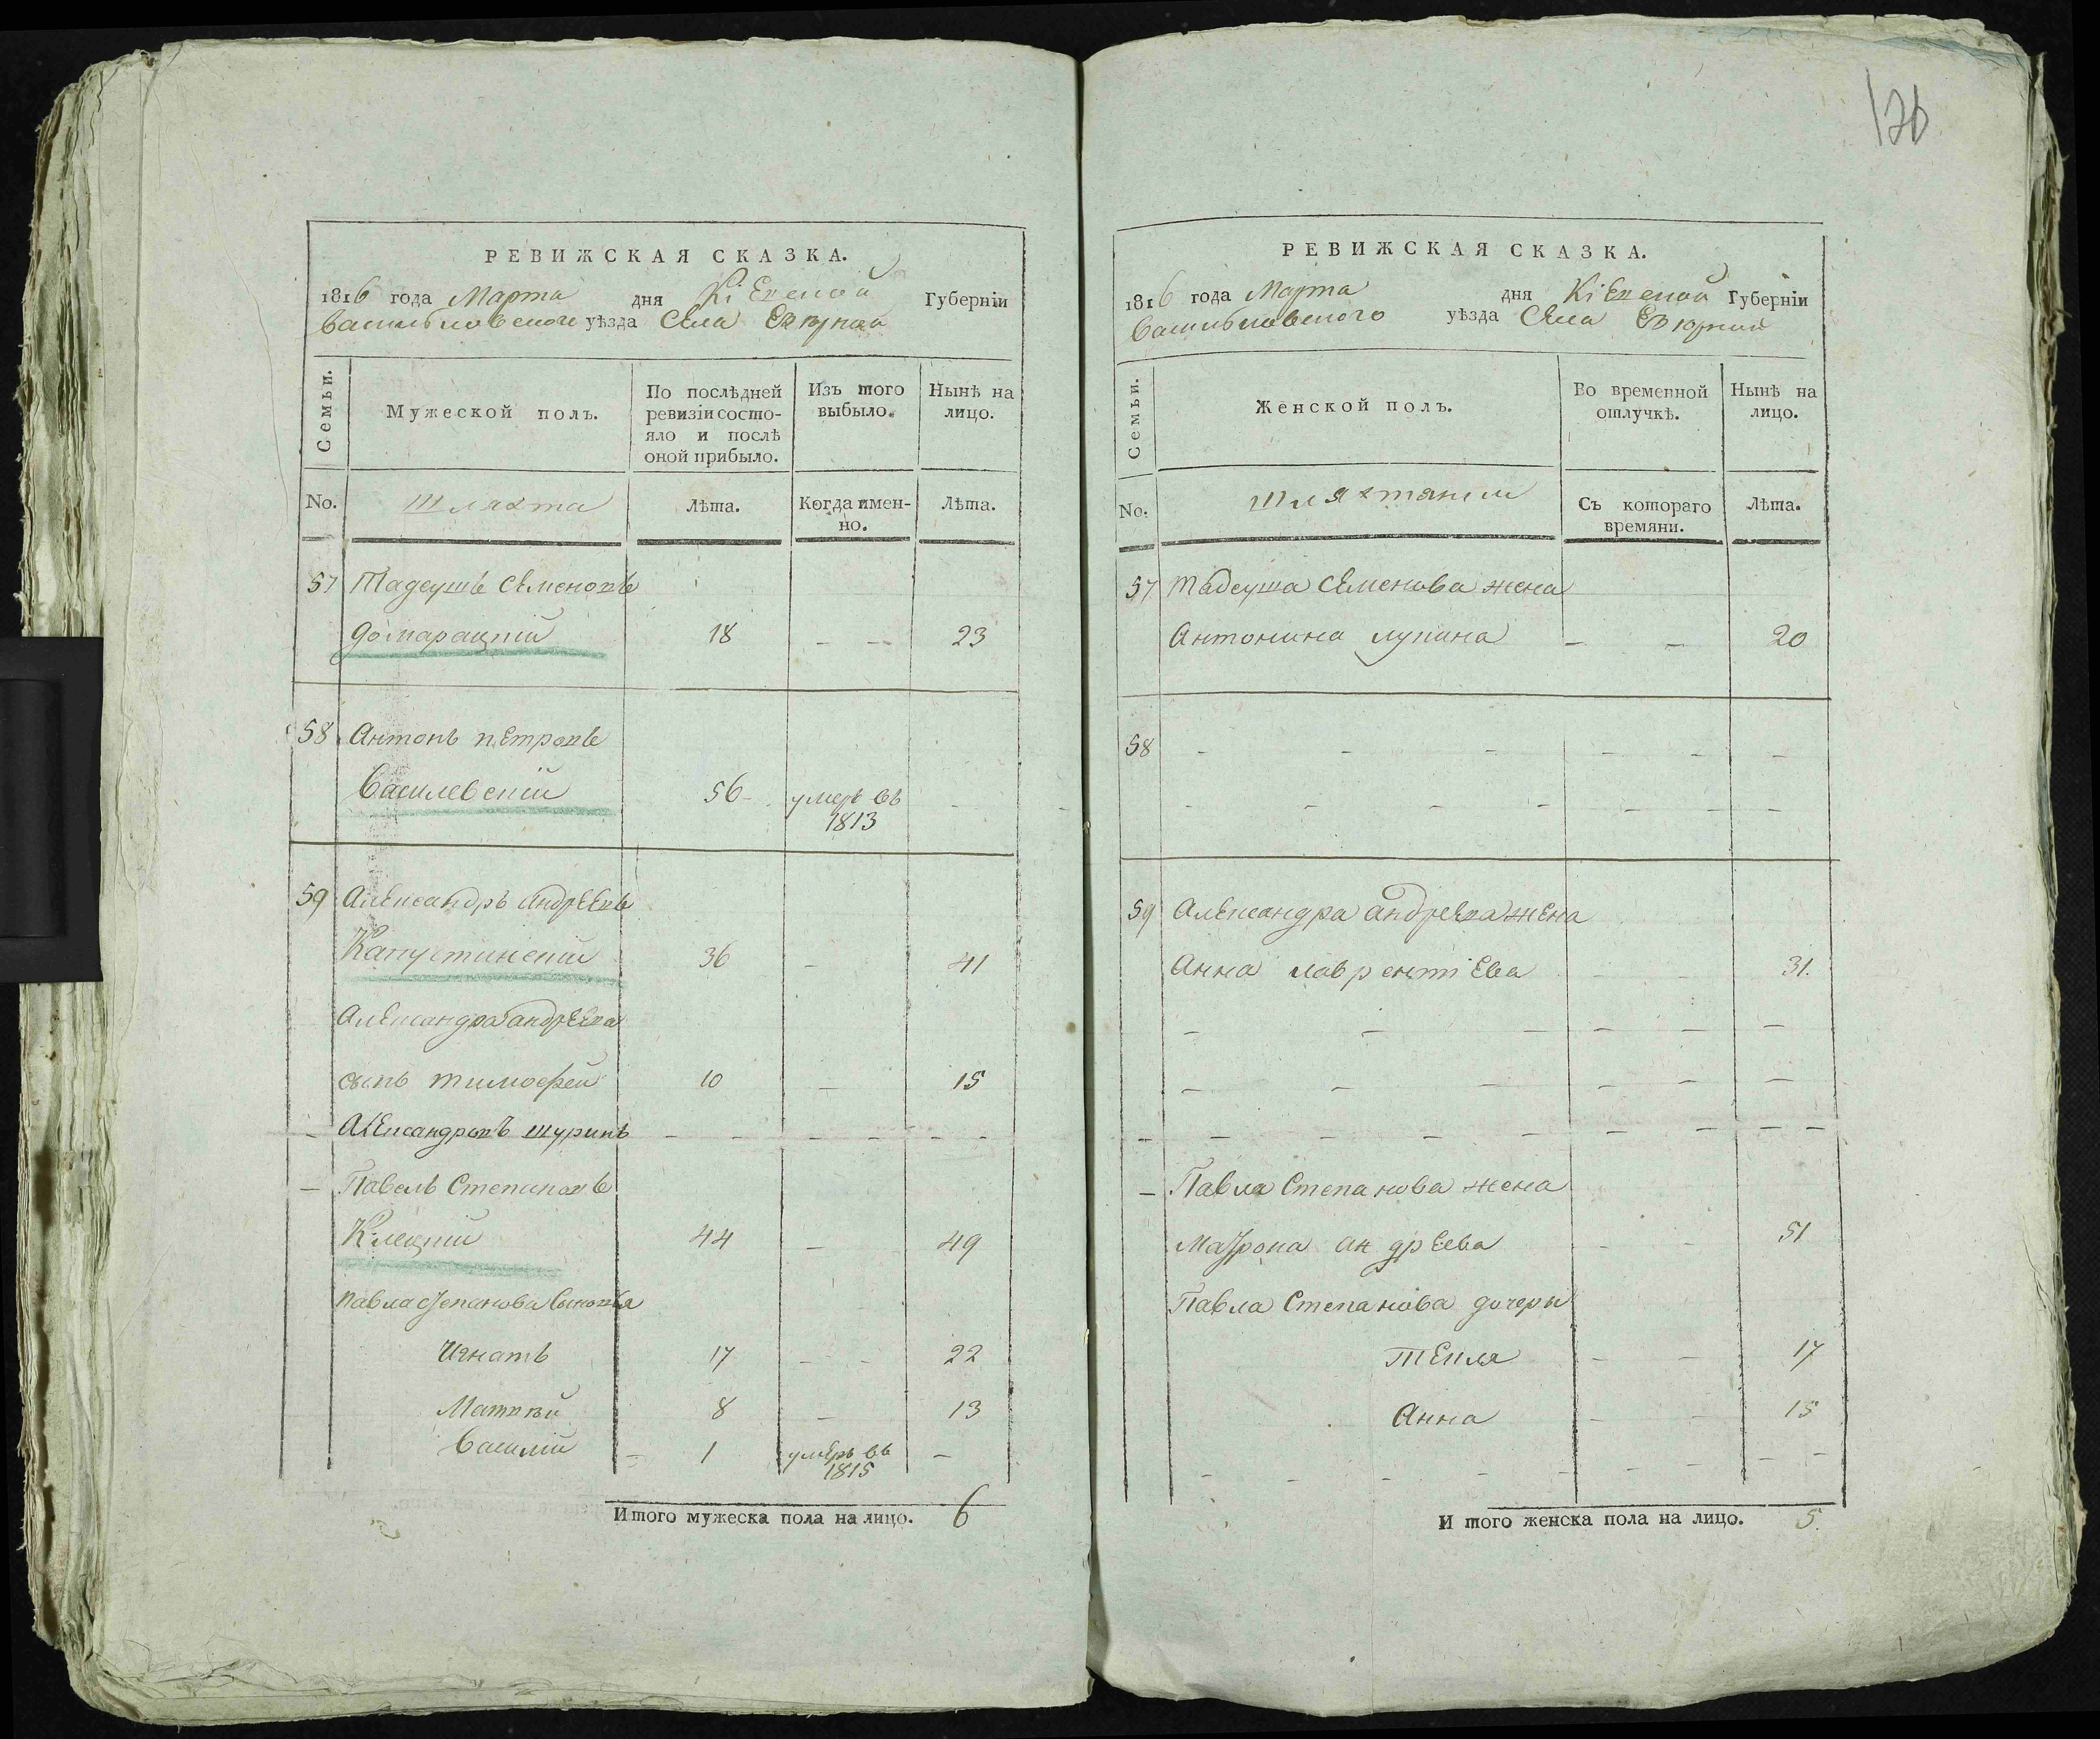 РЕВИЖСКАЯ СКАЗКА.
1816 года Марта дня Кіевской Губерніи
Васильковского уѣзда Села
Семьи.
Мужеской полъ.
По послѣдней ревизіи состояло и послѣ оной прибыло.
Изъ того выбыло.
Нынѣ на лицо.
No. Шляхта Лѣта. Когда именно. Лѣта.
57 Тадеушъ Семеновъ
Домарацкій 18 – – 23
58 Антонъ Петровъ
Василевскій 56 – умеръ въ 1813 –
59 Александръ Андреевъ
Капустинскій 36 – 41
Александра Андреева
сынъ Тимофей 10 – 15
– Александровъ шуринъ – – – – – –
– Павелъ Степановъ
Клецкій 44 – 49
Павла Степанова сыновья
Игнатъ 17 – – 22
Матвѣй 8 – 13
Василій – 1 умеръ въ 1815 –
Итого мужеска пола на лицо. 6
126
РЕВИЖСКАЯ СКАЗКА.
1816 года Марта дня Кіевской Губерніи
Васильковского уѣзда Села
Семьи.
Женской полъ.
Во временной отлучкѣ.
Нынѣ на лицо.
No. Шляхтянки Съ котораго времяни. Лѣта.
57 Тадеуша Семенова жена
Антонина Лукина – – 20
58 – – – – – –
– – – – – – –
59 Александра Андреева жена
Анна Лаврентіева – – 31.
– – – – – –
– – – – – –
– – – – – – – – –
– Павла Степанова жена
Матрона Андреева – – 51
Павла Степанова дочеры
Текля – – 17
Анна – – 15
– – – – – – – –
И того женска пола на лицо. 5.